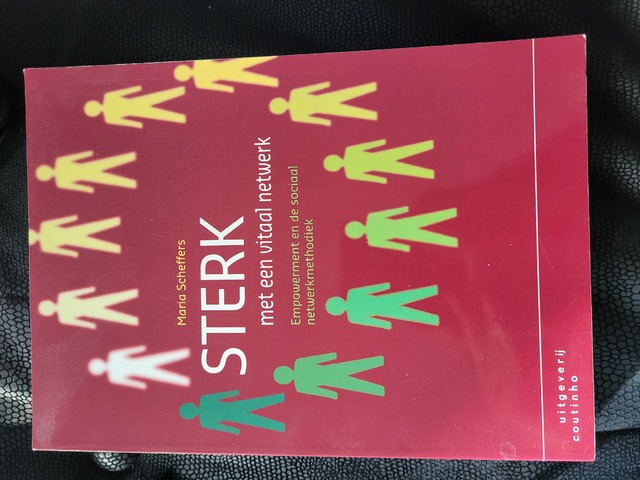 Maria Scheffers
STERK
met een vitaal netwerk
Empowerment en de sociaal
netwerkmethodiek
uitgeverij
coutinho